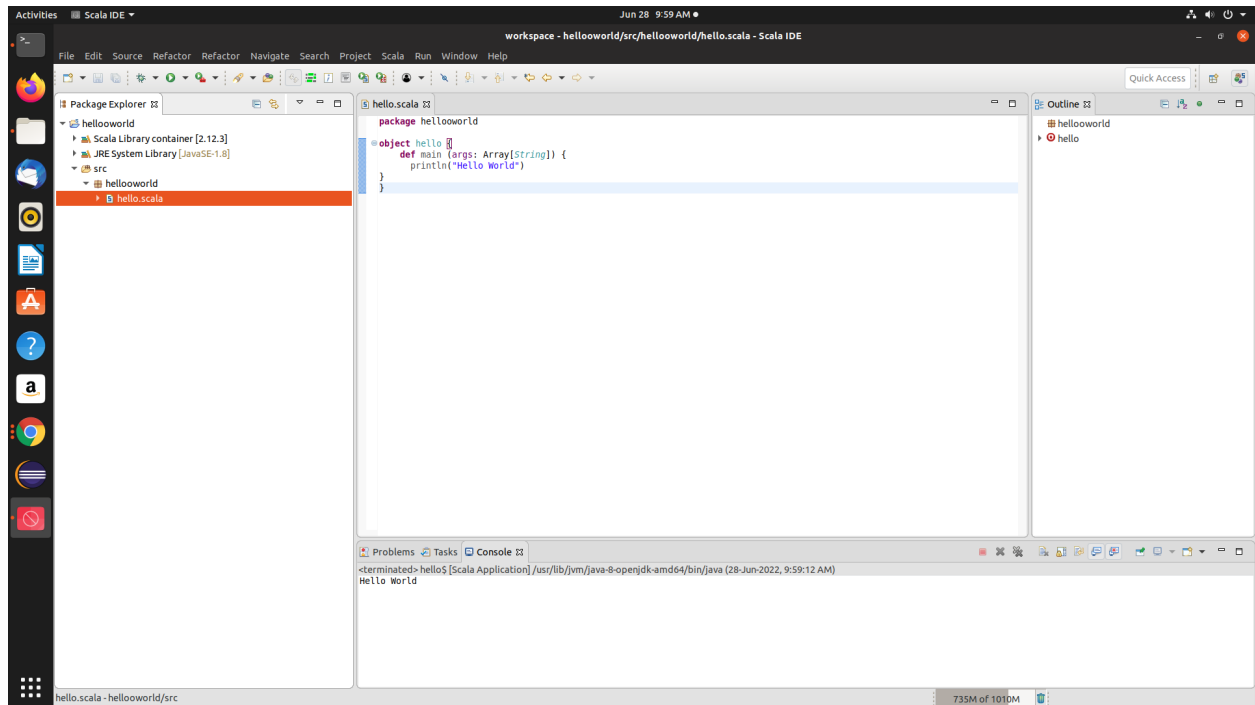 Activities Scala IDE Jun 28 9:59 AM
workspace - hellooworld/src/hellooworld/hello.scala - Scala IDE
File Edit Source Refactor Refactor Navigate Search Project Scala Run Window Help
Quick Access
Package Explorer
hellooworld
Scala Library container [2.12.3]
JRE System Library [JavaSE-1.8]
src
hellooworld
hello.scala
hello.scala
package hellooworld
object hello {
def main (args: Array[String]) {
println("Hello World")
}
}
Outline
hellooworld
hello
Problems Tasks Console
<terminated> hello$ [Scala Application] /usr/lib/jvm/java-8-openjdk-amd64/bin/java (28-Jun-2022, 9:59:12 AM)
Hello World
hello.scala - hellooworld/src
735M of 1010M